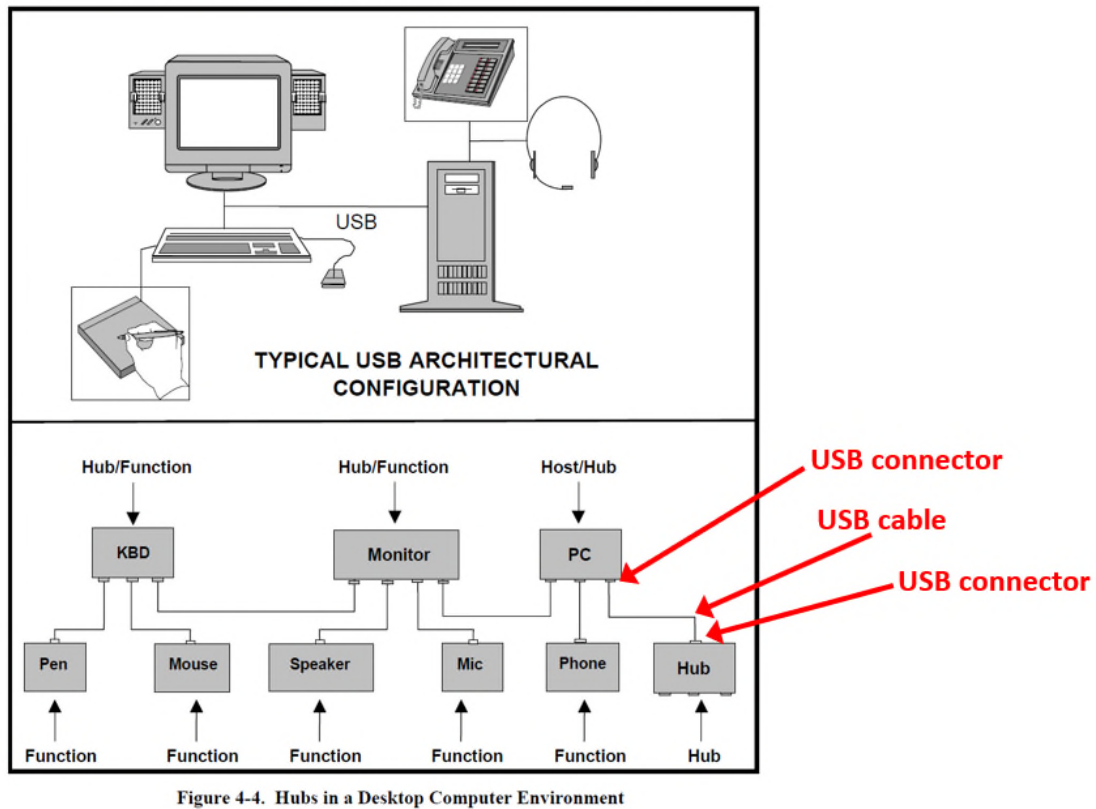 USB
TYPICAL USB ARCHITECTURAL
CONFIGURATION
Hub/Function
Hub/Function
Host/Hub
USB connector
USB cable
USB connector
KBD
Monitor
PC
Pen
Mouse
Speaker
Mic
Phone
Hub
Function
Function
Function
Function
Function
Hub
Figure 4-4. Hubs in a Desktop Computer Environment